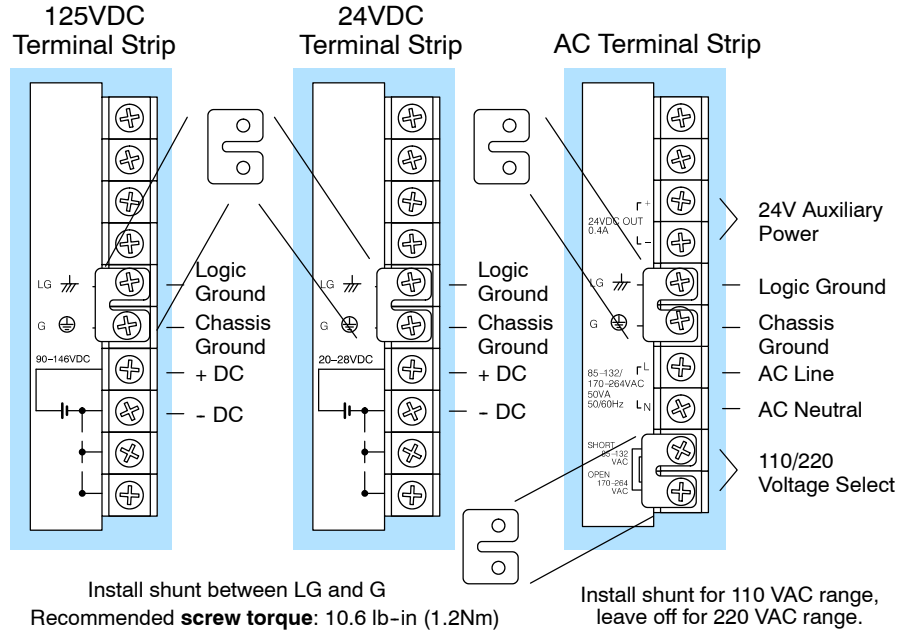 125VDC
Terminal Strip
24VDC
Terminal Strip
AC Terminal Strip
LG
G
90–146VDC
Logic
Ground
Chassis
Ground
+ DC
-- DC
LG
G
20–28VDC
Logic
Ground
Chassis
Ground
+ DC
-- DC
+
24VDC OUT
0.4A
–
LG
G
85–132/
170–264VAC
50VA
50/60Hz
L
N
SHORT
85–132
VAC
OPEN
170–264
VAC
24V Auxiliary
Power
Logic Ground
Chassis
Ground
AC Line
AC Neutral
110/220
Voltage Select
Install shunt between LG and G
Recommended screw torque: 10.6 lb--in (1.2Nm)
Install shunt for 110 VAC range,
leave off for 220 VAC range.